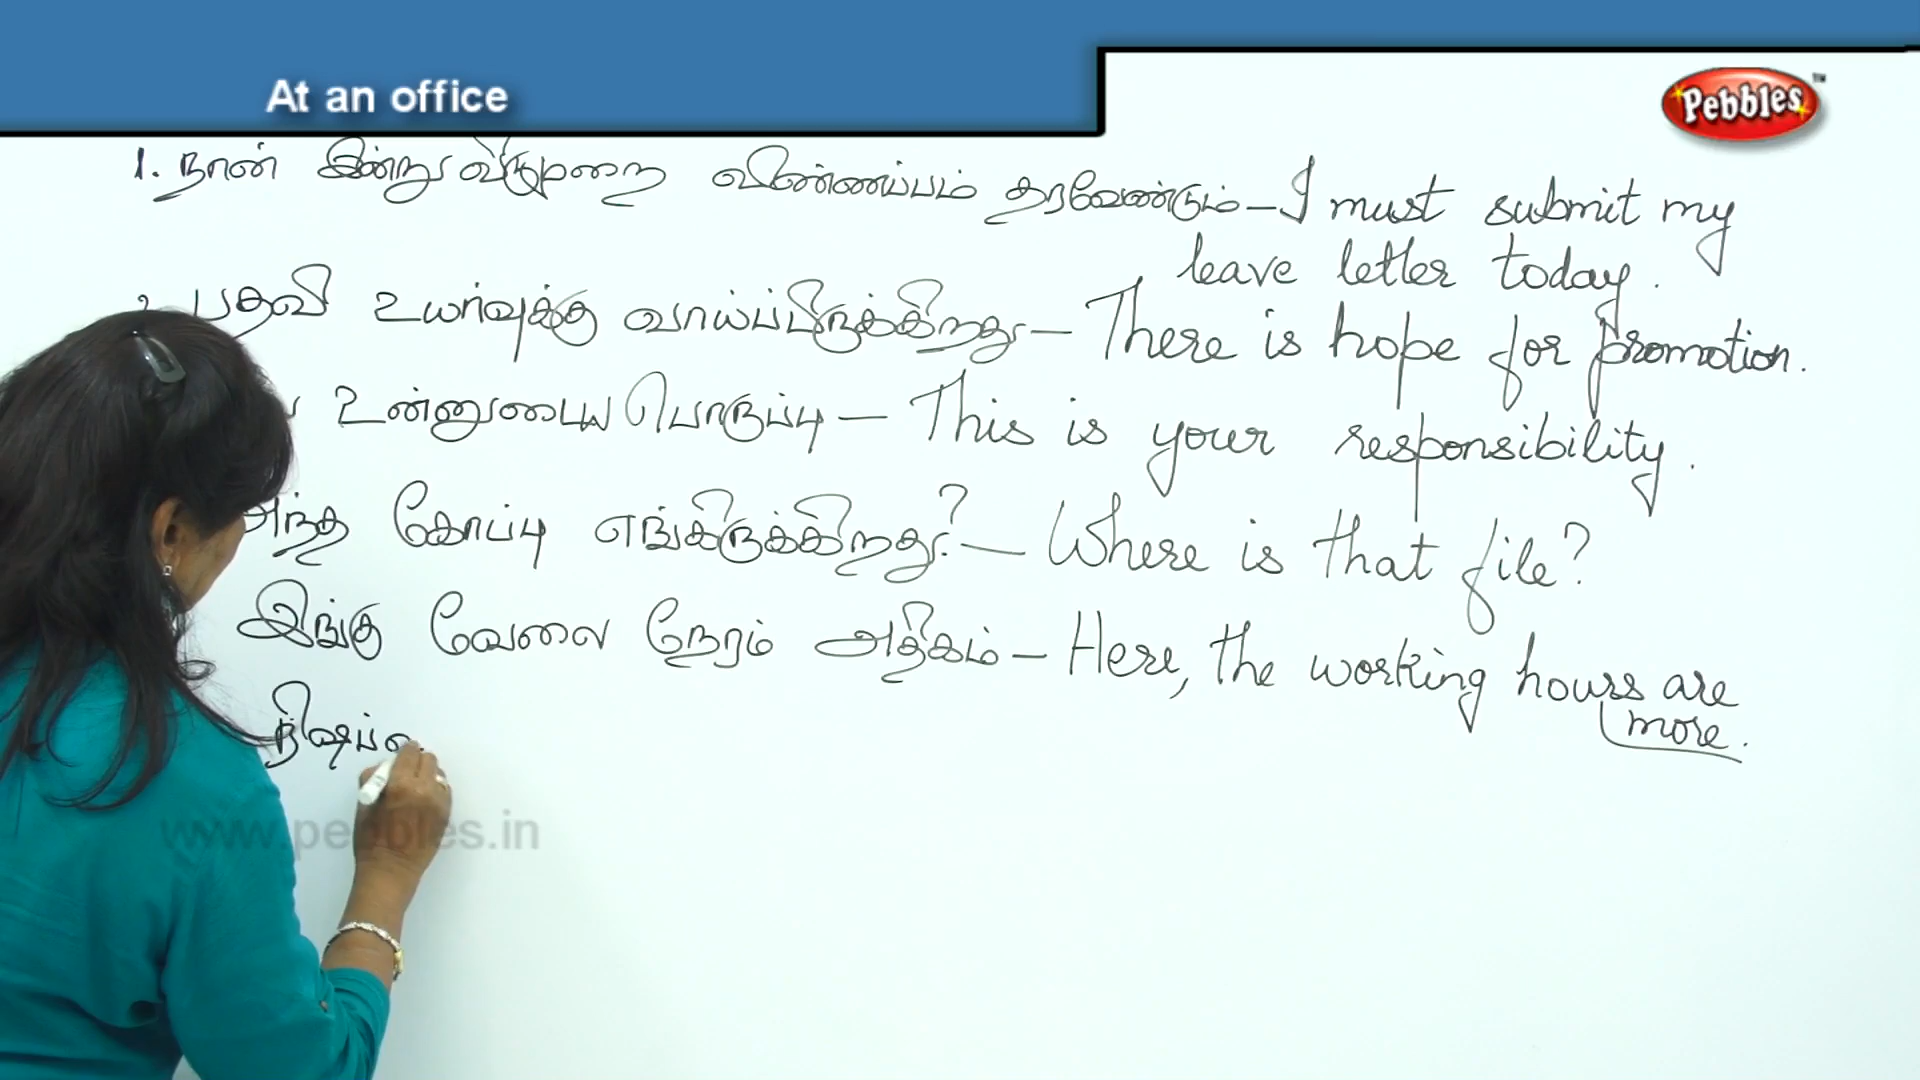 At an office
Pebbles
1. நான் இன்று விடுமுறை விண்ணப்பம் தரவேண்டும் – I must submit my
leave letter today.
பதவி உயர்வுக்கு வாய்ப்பிருக்கிறது – There is hope for promotion.
உன்னுடைய பொறுப்பு – This is your responsibility.
அந்த கோப்பு எங்கிருக்கிறது? – Where is that file?
இங்கு வேலை நேரம் அதிகம் – Here, the working hours are
more.
www.pebbles.in